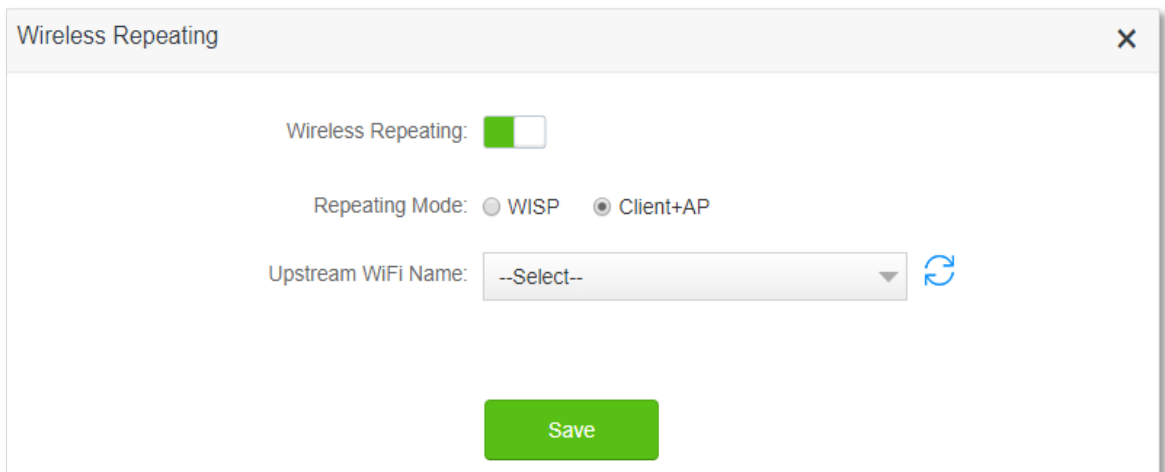 Wireless Repeating
Wireless Repeating:
Repeating Mode: WISP Client+AP
Upstream WiFi Name: --Select--
Save